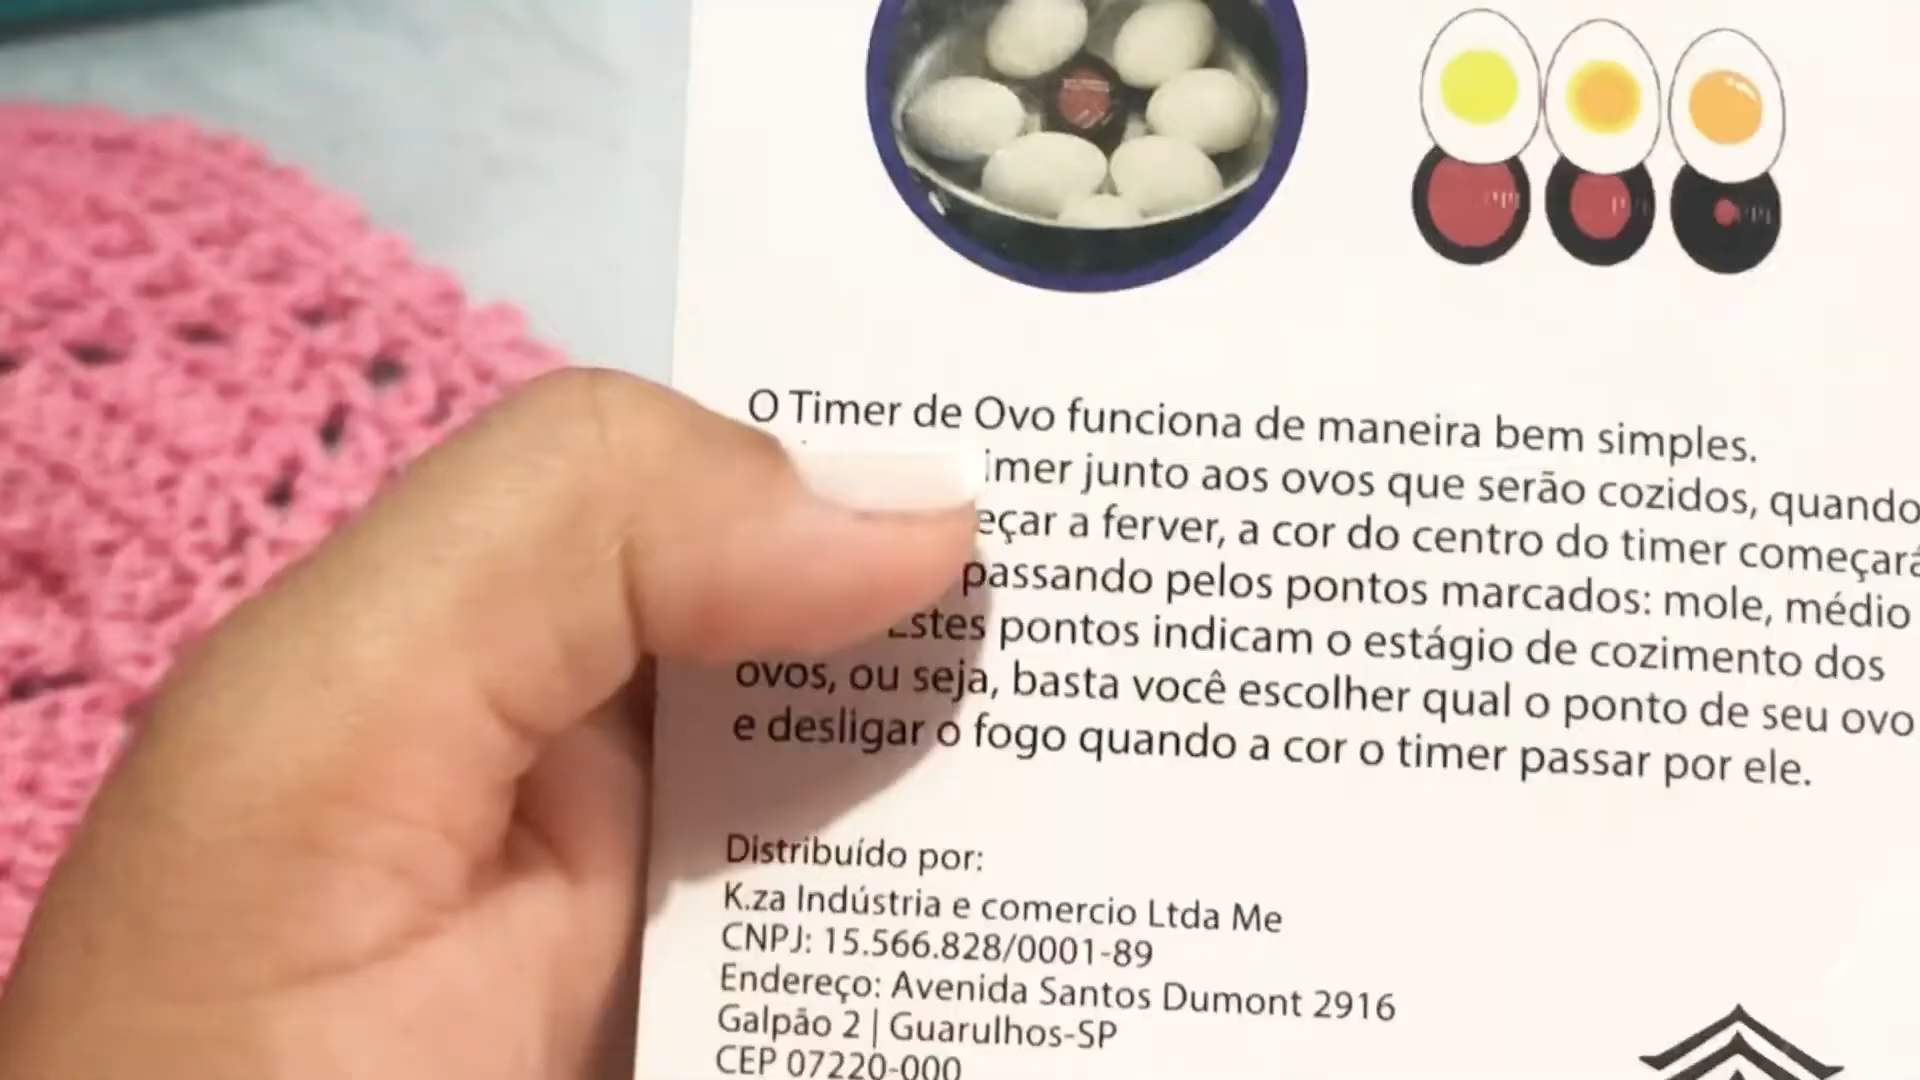 O Timer de Ovo funciona de maneira bem simples.
junto aos ovos que serão cozidos, quando
a ferver, a cor do centro do timer começará
passando pelos pontos marcados: mole, médio
Estes pontos indicam o estágio de cozimento dos
ovos, ou seja, basta você escolher qual o ponto de seu ovo
e desligar o fogo quando a cor o timer passar por ele.
Distribuído por:
K.za Indústria e comercio Ltda Me
CNPJ: 15.566.828/0001-89
Endereço: Avenida Santos Dumont 2916
Galpão 2 | Guarulhos-SP
CEP 07220-000